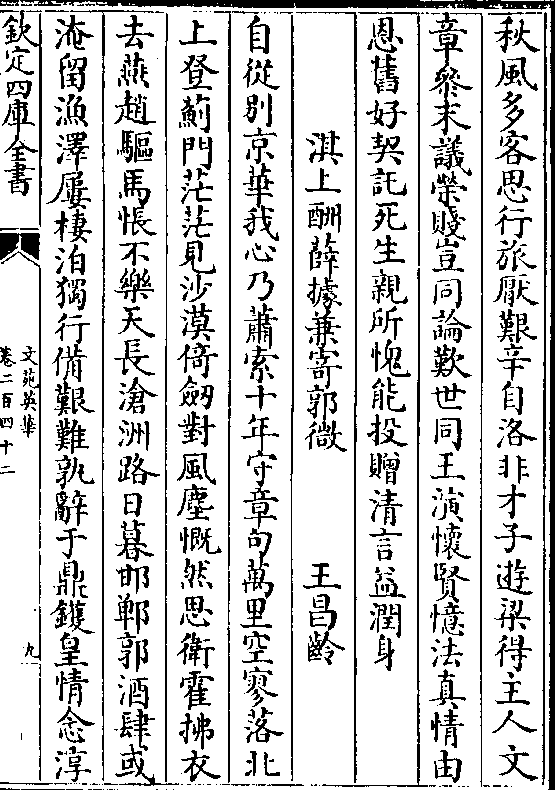 秋風多客思行旅厭艱辛自洛非才子遊梁得主人文
章參末議榮賤豈同論歎世同王演懷賢憶法真情由
恩舊好契託死生親所愧能投贈清言益潤身
淇上酬薛據兼寄郭微
王昌齡
自從別京華我心乃蕭索十年守章句萬里空寥落北
上登薊門茫茫見沙漠倚劒對風塵慨然思衛霍拂衣
去燕趙驅馬悵不樂天長滄洲路日暮邯鄲郭酒肆或
淹留漁澤屢棲泊獨行備艱難孰辭于鼎鑊皇情念淳
欽定四庫全書
文苑英華
卷二百四十二
九